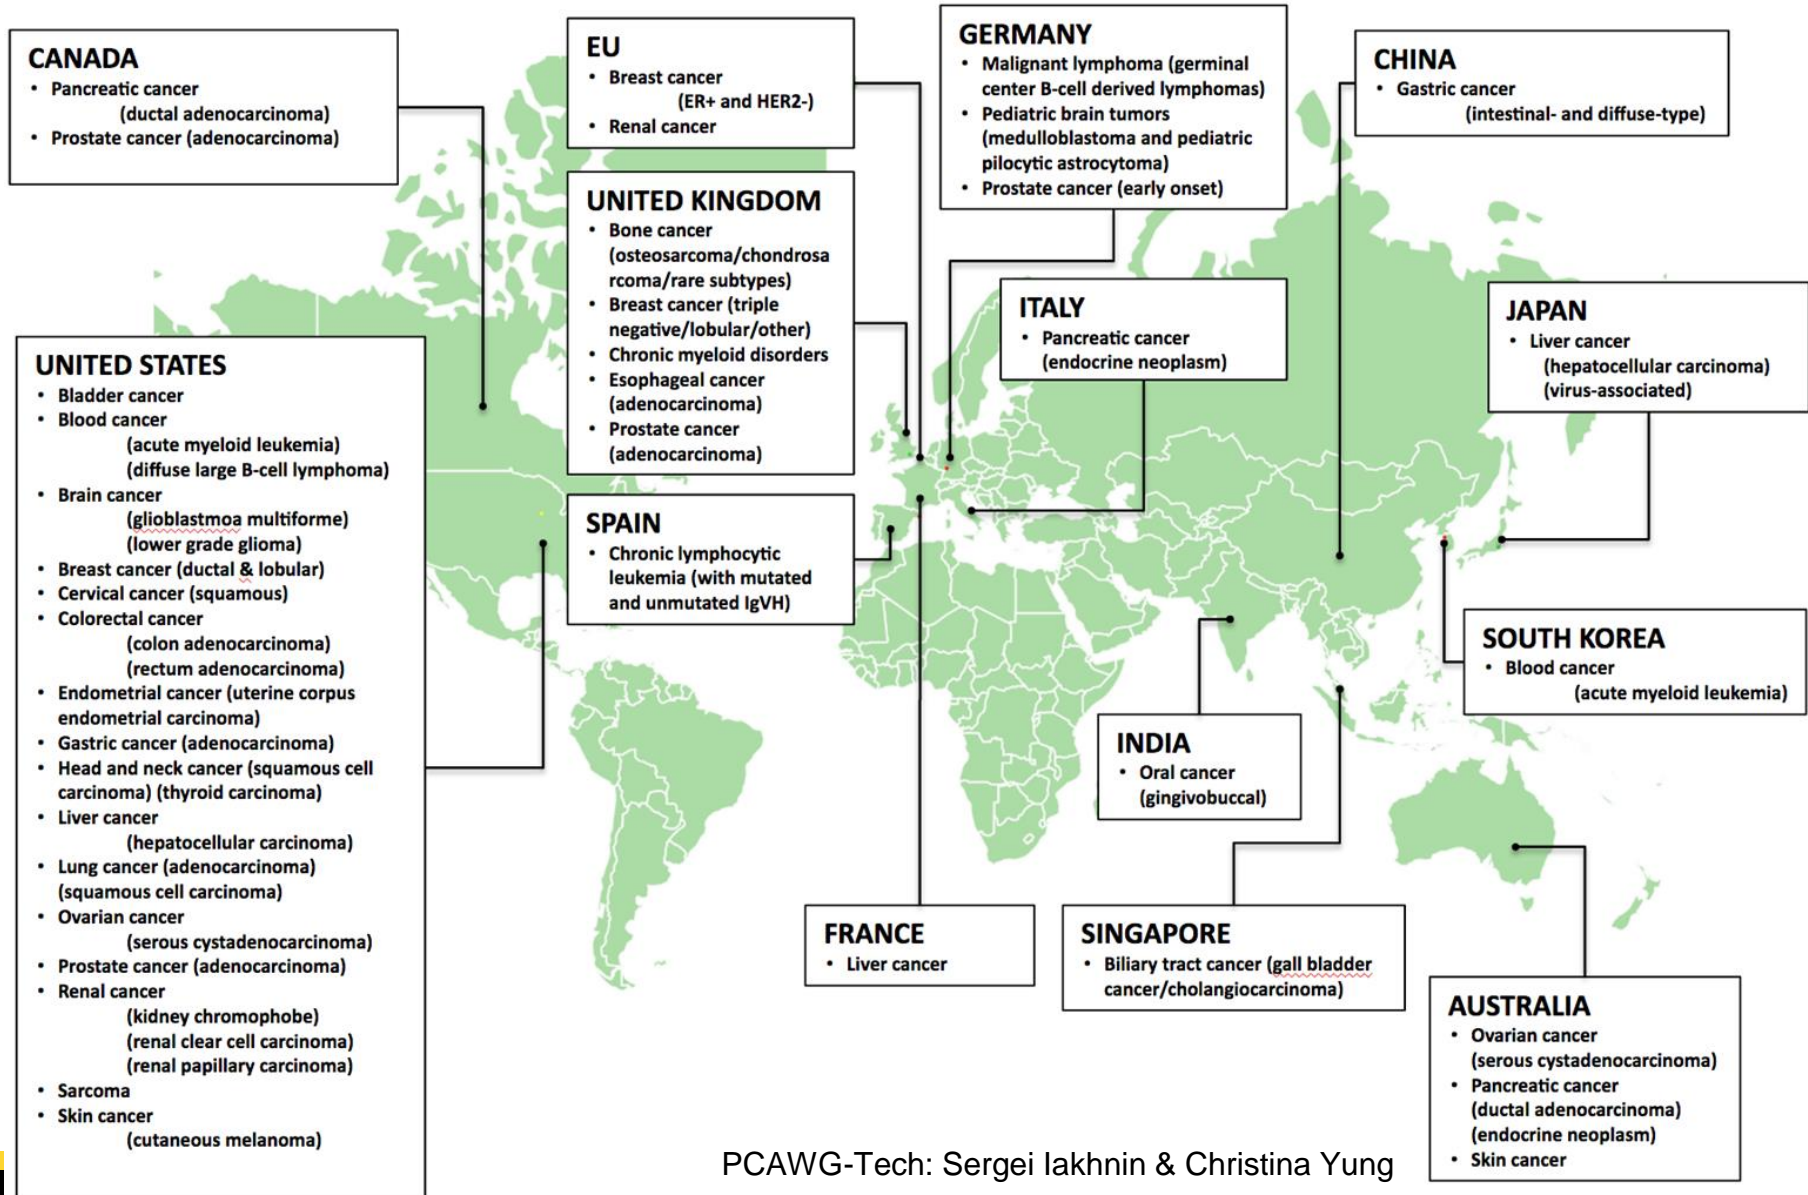 CANADA
• Pancreatic cancer
(ductal adenocarcinoma)
• Prostate cancer (adenocarcinoma)
EU
• Breast cancer
(ER+ and HER2-)
• Renal cancer
GERMANY
• Malignant lymphoma (germinal
center B-cell derived lymphomas)
• Pediatric brain tumors
(medulloblastoma and pediatric
pilocytic astrocytoma)
• Prostate cancer (early onset)
CHINA
• Gastric cancer
(intestinal- and diffuse-type)
UNITED KINGDOM
• Bone cancer
(osteosarcoma/chondrosa
rcoma/rare subtypes)
• Breast cancer (triple
negative/lobular/other)
• Chronic myeloid disorders
• Esophageal cancer
(adenocarcinoma)
• Prostate cancer
(adenocarcinoma)
ITALY
• Pancreatic cancer
(endocrine neoplasm)
JAPAN
• Liver cancer
(hepatocellular carcinoma)
(virus-associated)
UNITED STATES
• Bladder cancer
• Blood cancer
(acute myeloid leukemia)
(diffuse large B-cell lymphoma)
• Brain cancer
(glioblastmoa multiforme)
(lower grade glioma)
• Breast cancer (ductal & lobular)
• Cervical cancer (squamous)
• Colorectal cancer
(colon adenocarcinoma)
(rectum adenocarcinoma)
• Endometrial cancer (uterine corpus
endometrial carcinoma)
• Gastric cancer (adenocarcinoma)
• Head and neck cancer (squamous cell
carcinoma) (thyroid carcinoma)
• Liver cancer
(hepatocellular carcinoma)
• Lung cancer (adenocarcinoma)
(squamous cell carcinoma)
• Ovarian cancer
(serous cystadenocarcinoma)
• Prostate cancer (adenocarcinoma)
• Renal cancer
(kidney chromophobe)
(renal clear cell carcinoma)
(renal papillary carcinoma)
• Sarcoma
• Skin cancer
(cutaneous melanoma)
SPAIN
• Chronic lymphocytic
leukemia (with mutated
and unmutated IgVH)
SOUTH KOREA
• Blood cancer
(acute myeloid leukemia)
INDIA
• Oral cancer
(gingivobuccal)
FRANCE
• Liver cancer
SINGAPORE
• Biliary tract cancer (gall bladder
cancer/cholangiocarcinoma)
AUSTRALIA
• Ovarian cancer
(serous cystadenocarcinoma)
• Pancreatic cancer
(ductal adenocarcinoma)
(endocrine neoplasm)
• Skin cancer
PCAWG-Tech: Sergei Iakhnin & Christina Yung